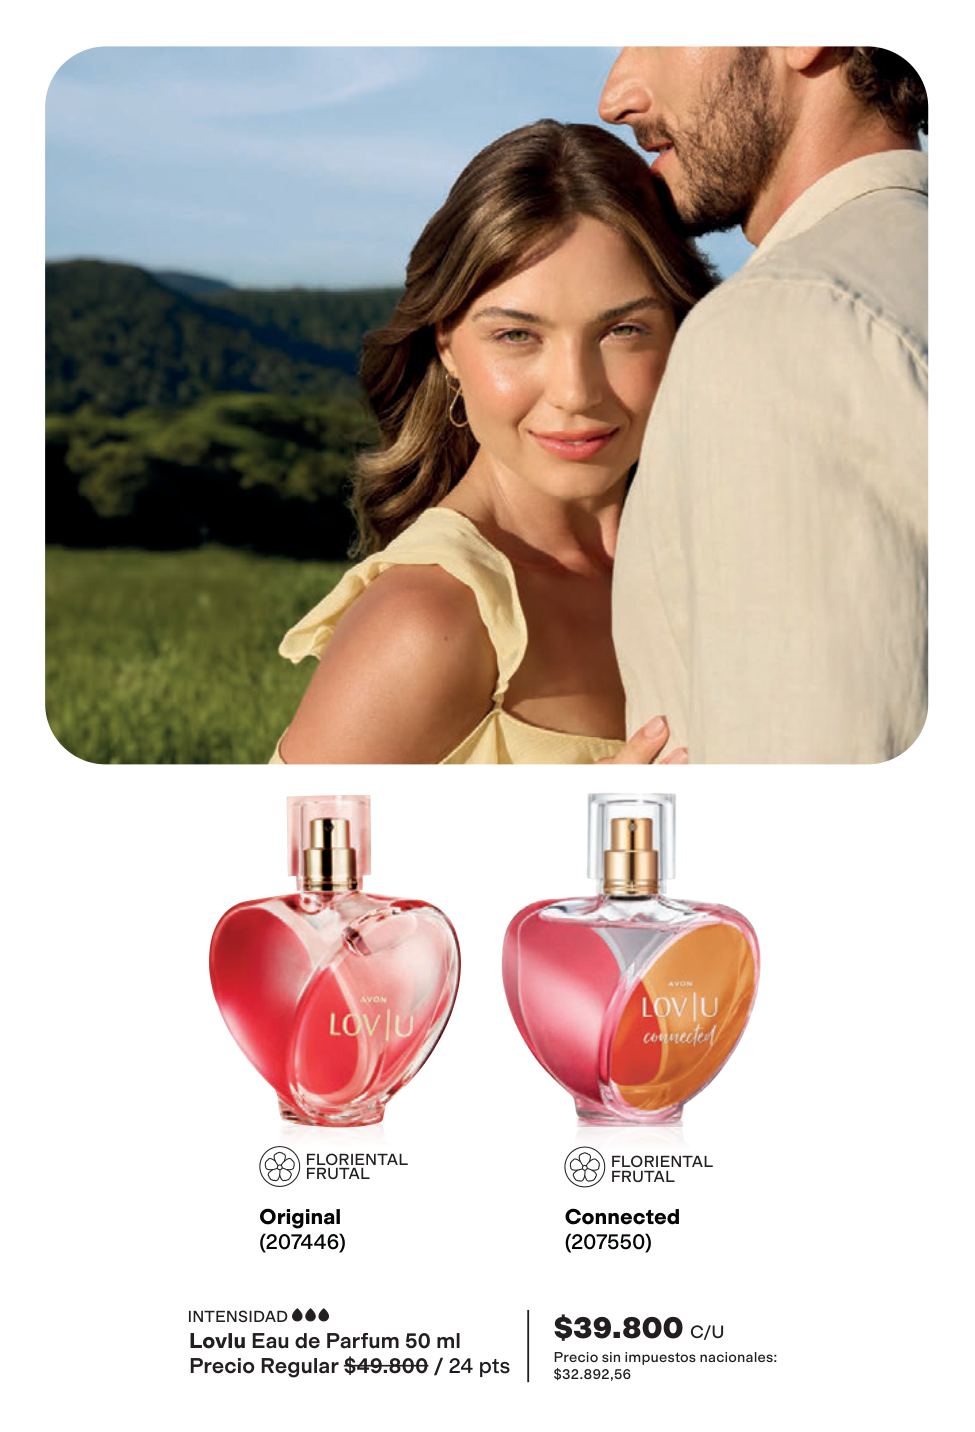 AVON
LOV|U
AVON
LOV|U
connected
FLORIENTAL
FRUTAL
FLORIENTAL
FRUTAL
Original
(207446)
Connected
(207550)
INTENSIDAD
LovIu Eau de Parfum 50 ml
Precio Regular $49.800 / 24 pts
$39.800 C/U
Precio sin impuestos nacionales:
$32.892,56